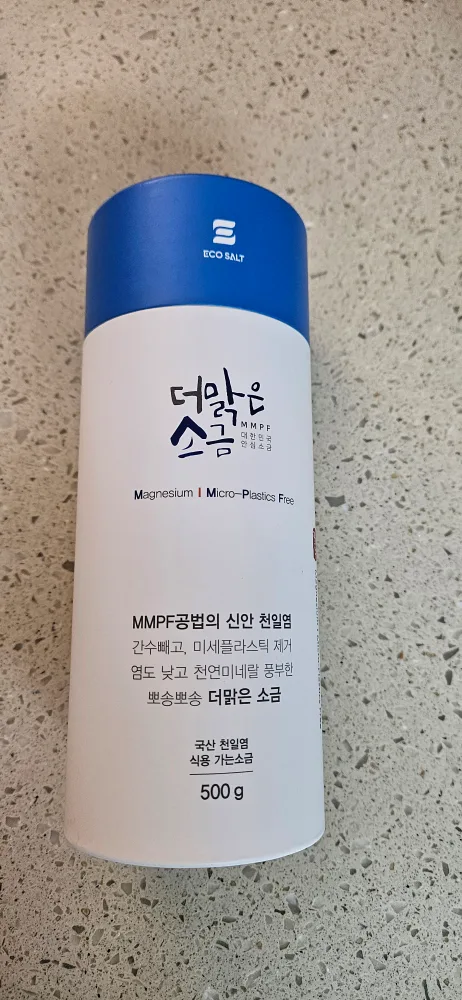 ECO SALT
더맑은
소금
MMPF
대한민국
안심소금
Magnesium I Micro-Plastics Free
MMPF공법의 신안 천일염
간수빼고, 미세플라스틱 제거
염도 낮고 천연미네랄 풍부한
뽀송뽀송 더맑은 소금
국산 천일염
식용 가는소금
500g